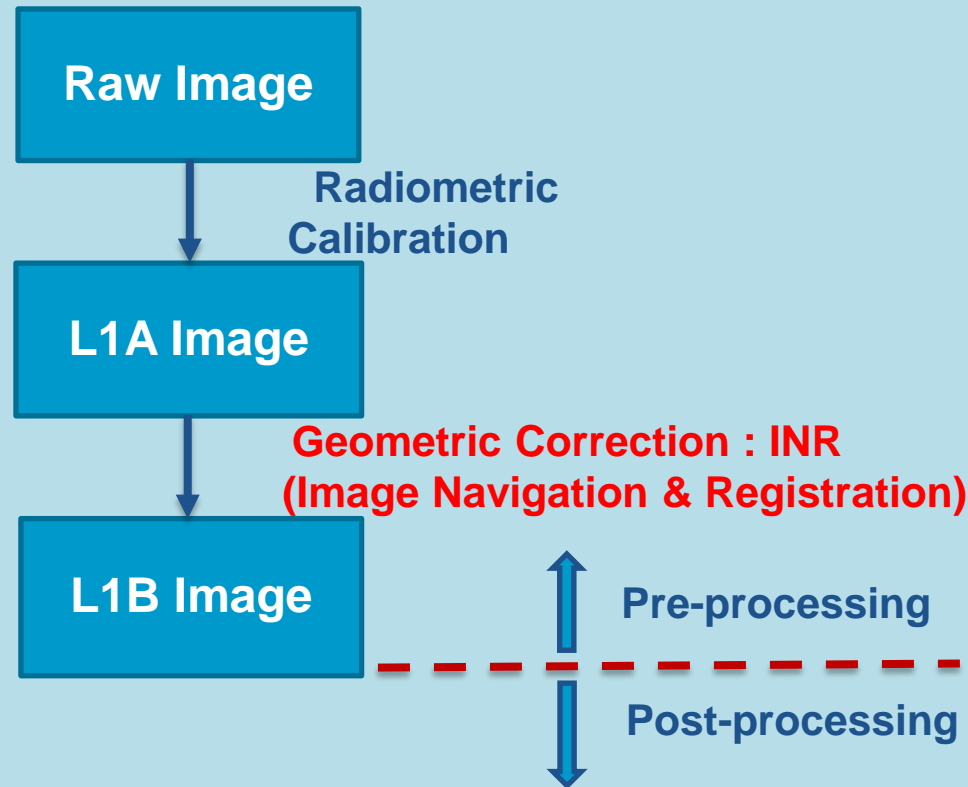 Raw Image
Radiometric
Calibration
L1A Image
Geometric Correction : INR
(Image Navigation & Registration)
L1B Image
Pre-processing
Post-processing